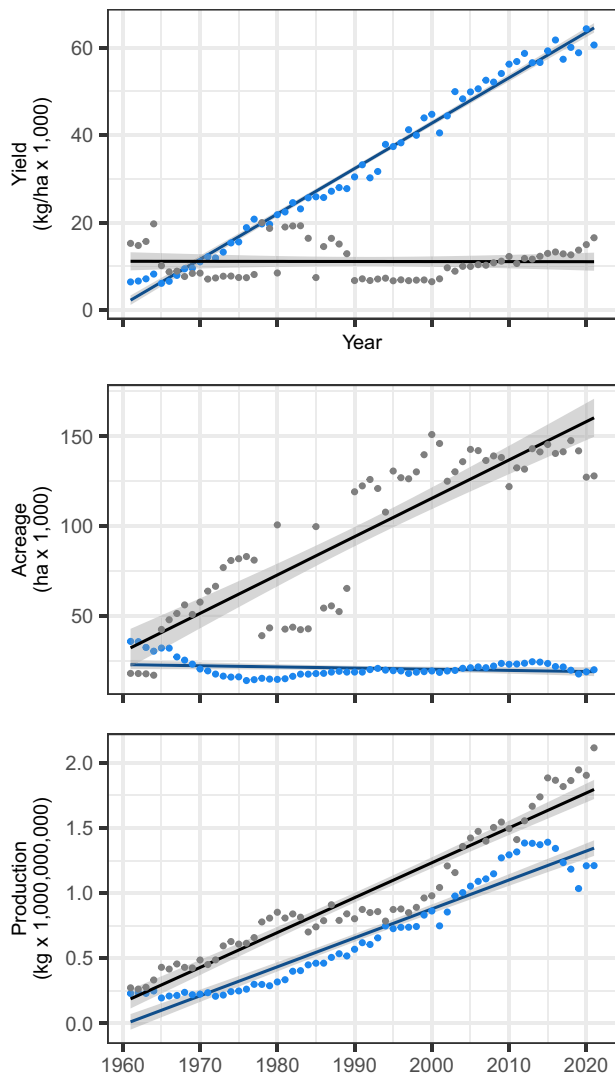 Yield
(kg/ha x 1,000)
60
40
20
0
Year
Acreage
(ha x 1,000)
150
100
50
Production
(kg x 1,000,000,000)
2.0
1.5
1.0
0.5
0.0
1960 1970 1980 1990 2000 2010 2020